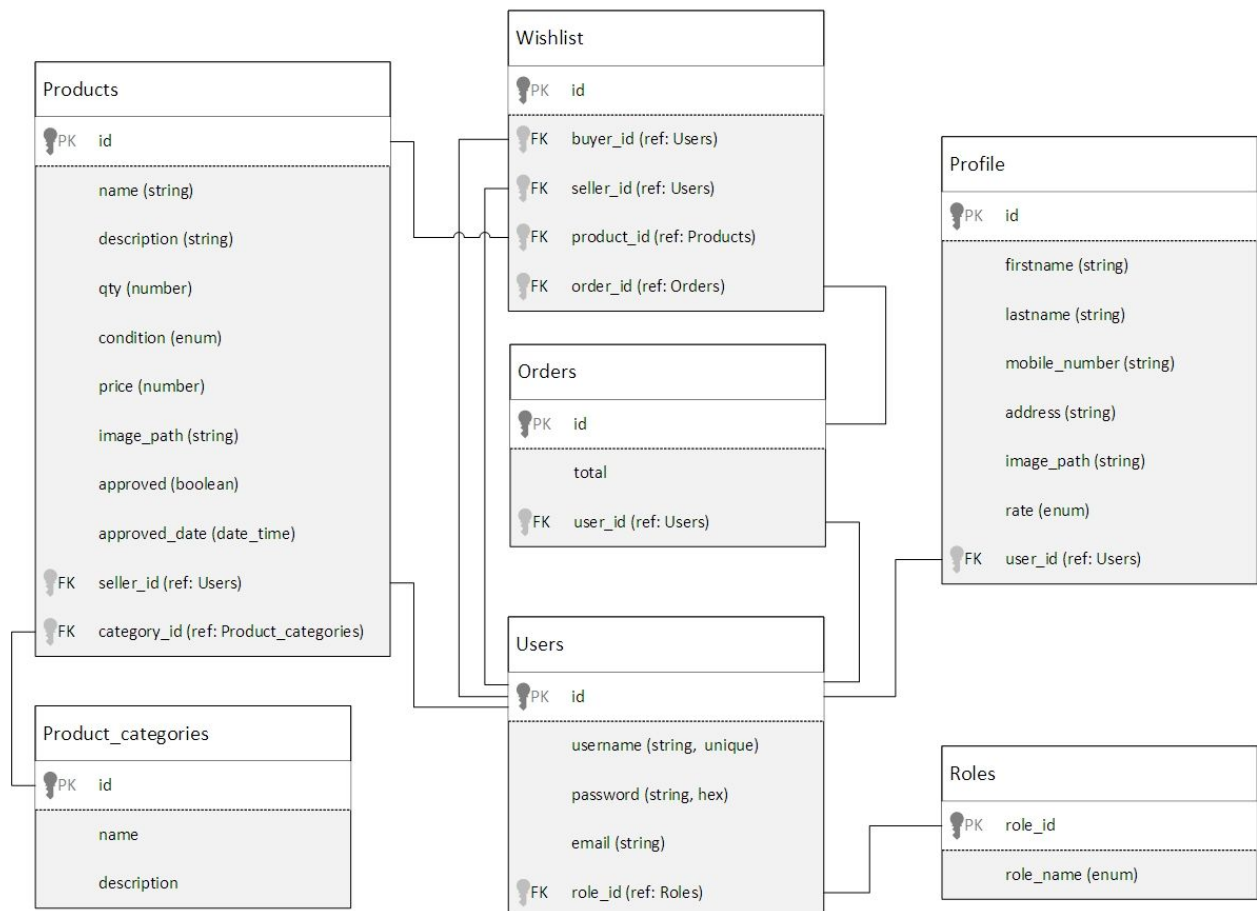 Products
PK id
name (string)
description (string)
qty (number)
condition (enum)
price (number)
image_path (string)
approved (boolean)
approved_date (date_time)
FK seller_id (ref: Users)
FK category_id (ref: Product_categories)
Product_categories
PK id
name
description
Wishlist
PK id
FK buyer_id (ref: Users)
FK seller_id (ref: Users)
FK product_id (ref: Products)
FK order_id (ref: Orders)
Orders
PK id
total
FK user_id (ref: Users)
Users
PK id
username (string, unique)
password (string, hex)
email (string)
FK role_id (ref: Roles)
Profile
PK id
firstname (string)
lastname (string)
mobile_number (string)
address (string)
image_path (string)
rate (enum)
FK user_id (ref: Users)
Roles
PK role_id
role_name (enum)